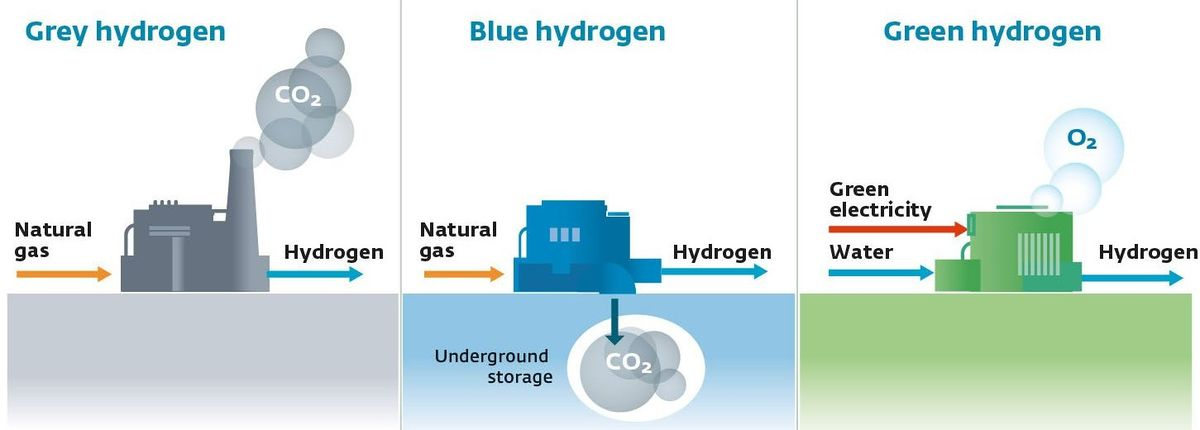 Grey hydrogen
CO₂
Natural
gas
Hydrogen
Blue hydrogen
Natural
gas
Hydrogen
Underground
storage
CO₂
Green hydrogen
O₂
Green
electricity
Water
Hydrogen